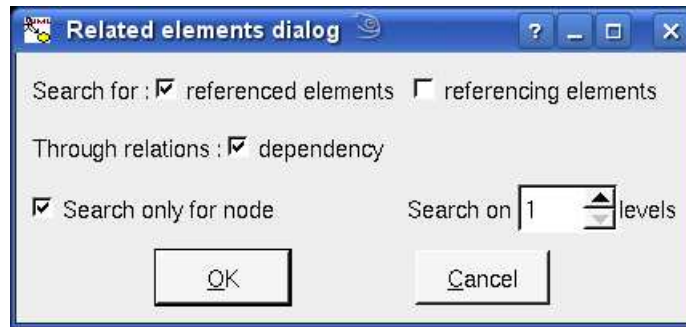 Related elements dialog
Search for : referenced elements referencing elements
Through relations : dependency
Search only for node Search on 1 levels
OK Cancel